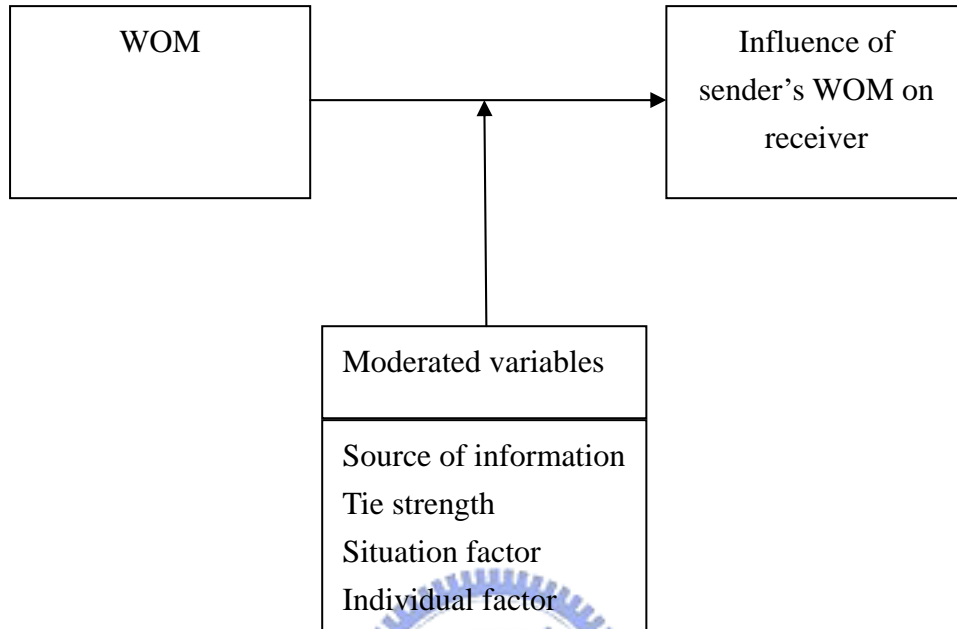 WOM
Influence of
sender’s WOM on
receiver
Moderated variables
Source of information
Tie strength
Situation factor
Individual factor